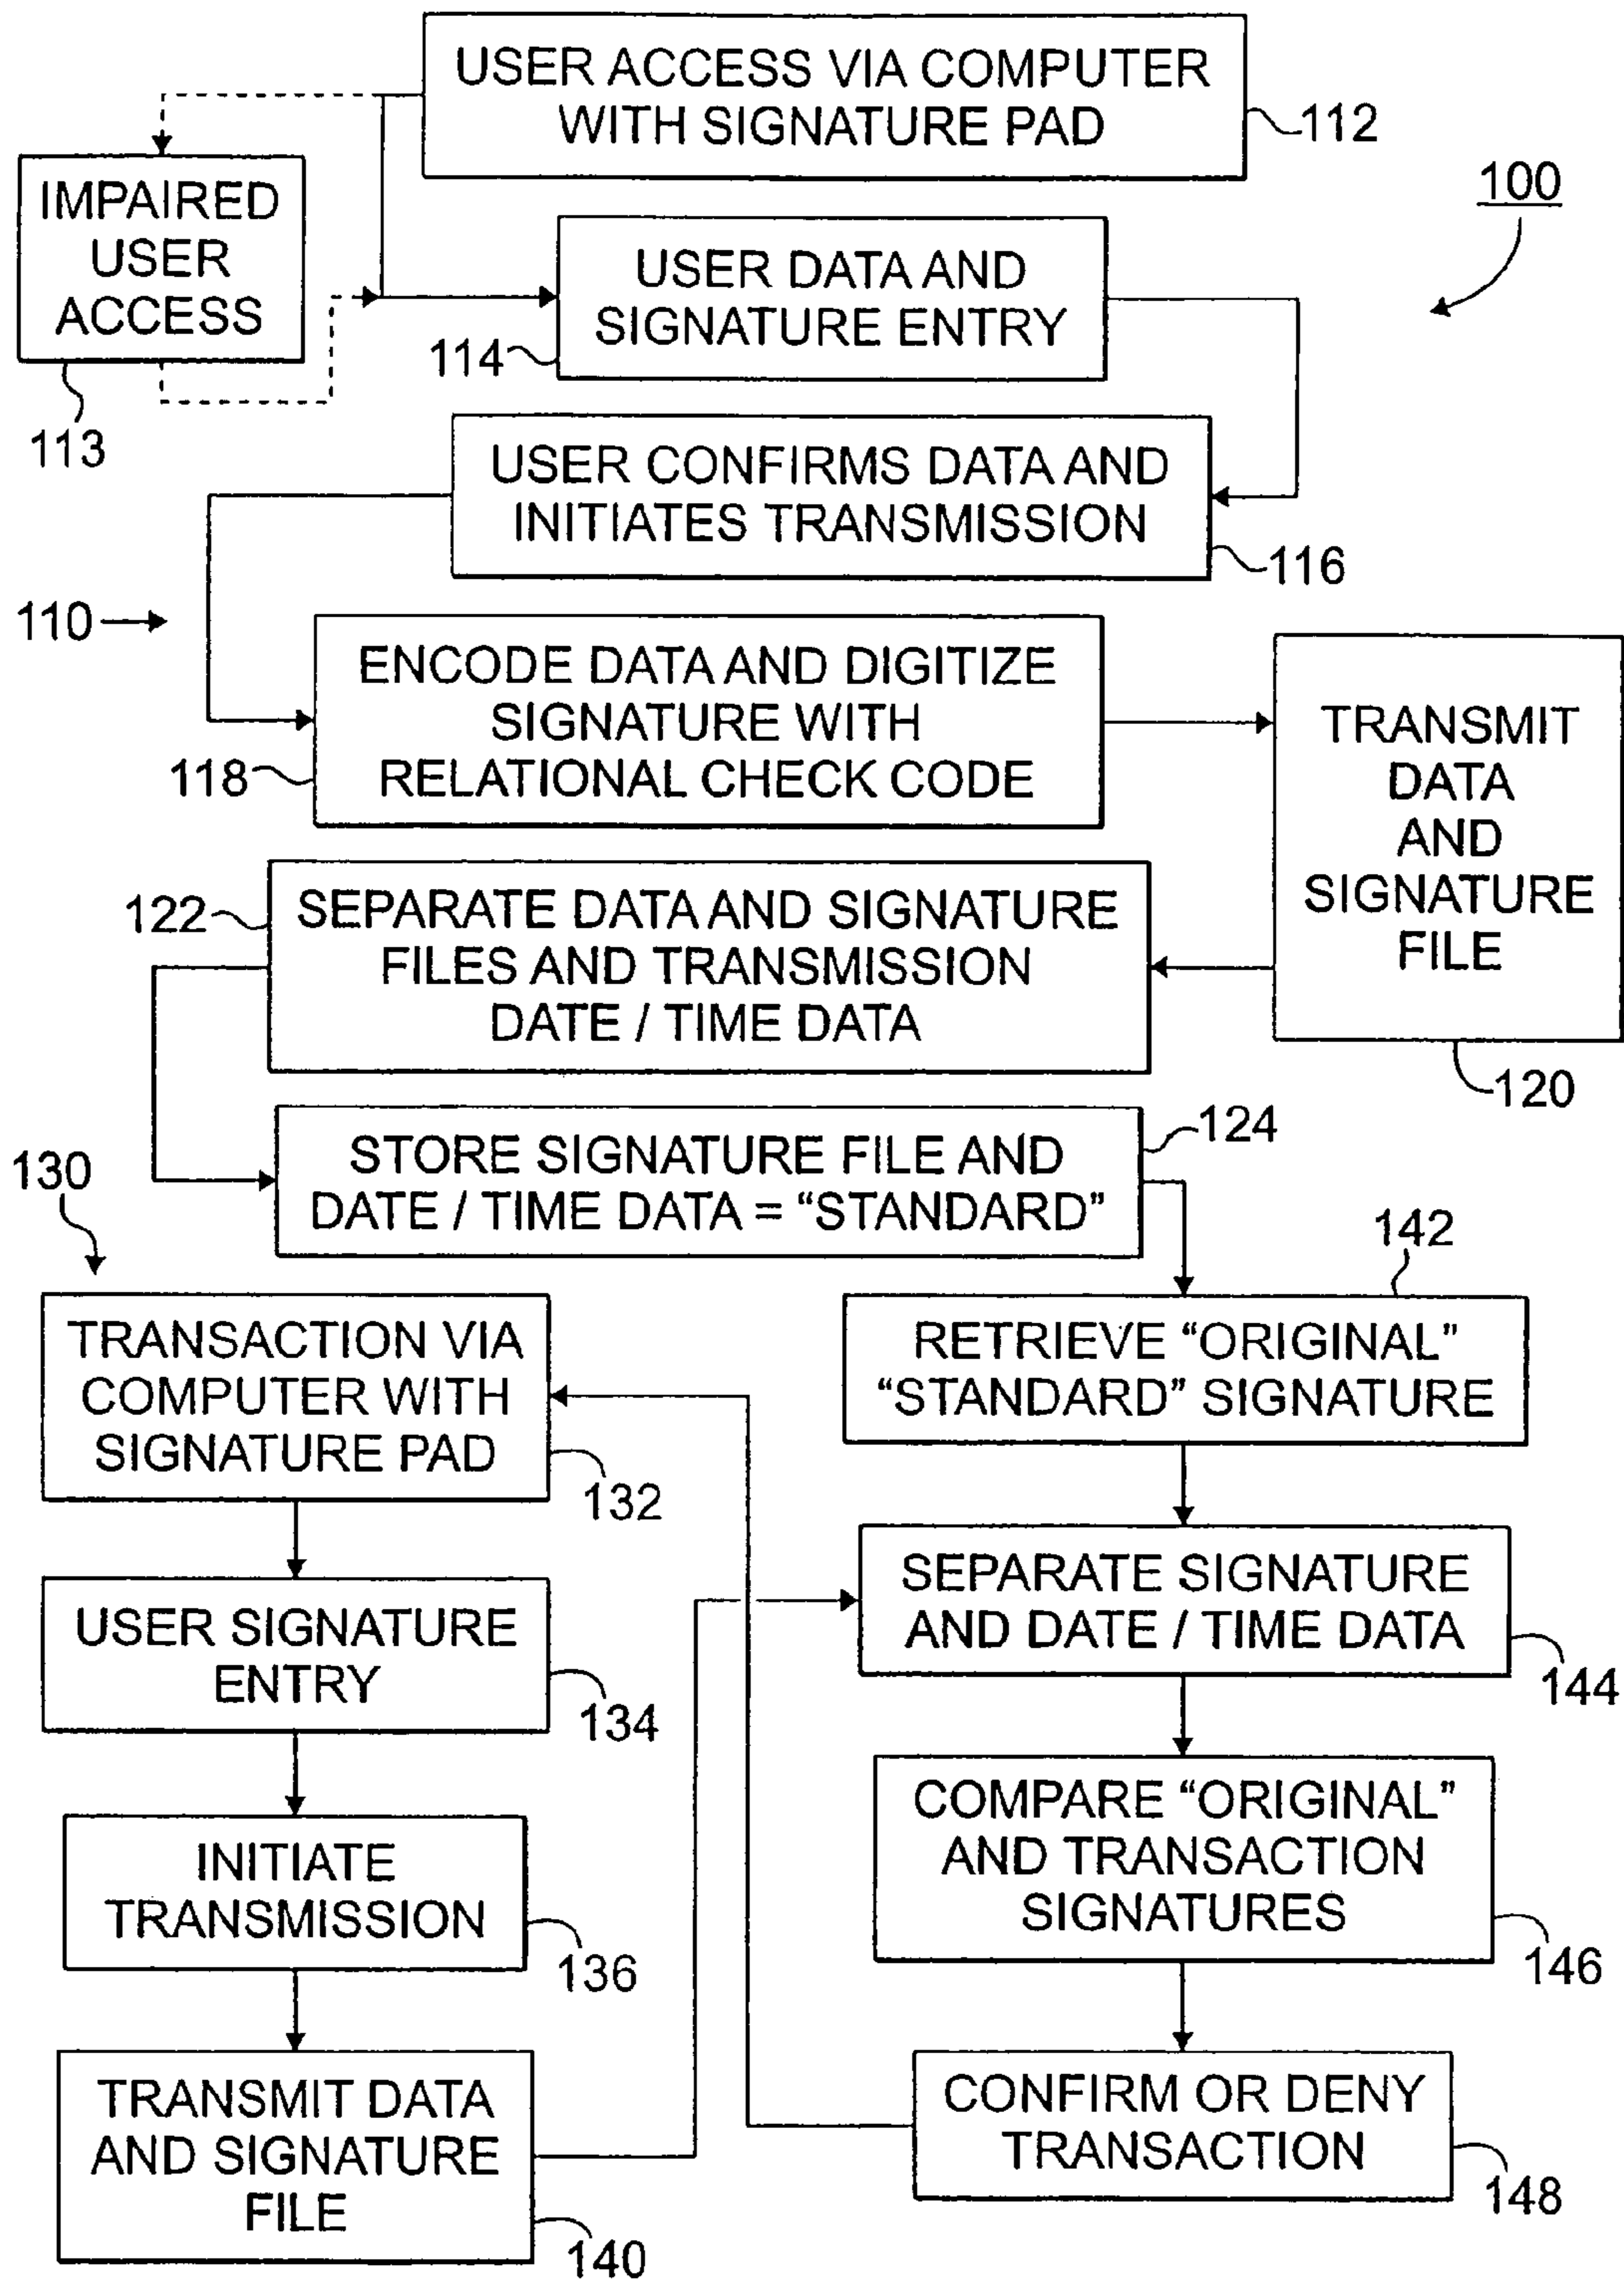 USER ACCESS VIA COMPUTER
WITH SIGNATURE PAD
112
100
IMPAIRED
USER
ACCESS
113
USER DATA AND
SIGNATURE ENTRY
114
USER CONFIRMS DATA AND
INITIATES TRANSMISSION
116
110
ENCODE DATA AND DIGITIZE
SIGNATURE WITH
RELATIONAL CHECK CODE
118
TRANSMIT
DATA
AND
SIGNATURE
FILE
120
122
SEPARATE DATA AND SIGNATURE
FILES AND TRANSMISSION
DATE / TIME DATA
124
STORE SIGNATURE FILE AND
DATE / TIME DATA = “STANDARD”
130
TRANSACTION VIA
COMPUTER WITH
SIGNATURE PAD
132
USER SIGNATURE
ENTRY
134
INITIATE
TRANSMISSION
136
TRANSMIT DATA
AND SIGNATURE
FILE
140
142
RETRIEVE “ORIGINAL”
“STANDARD” SIGNATURE
SEPARATE SIGNATURE
AND DATE / TIME DATA
144
COMPARE “ORIGINAL”
AND TRANSACTION
SIGNATURES
146
CONFIRM OR DENY
TRANSACTION
148